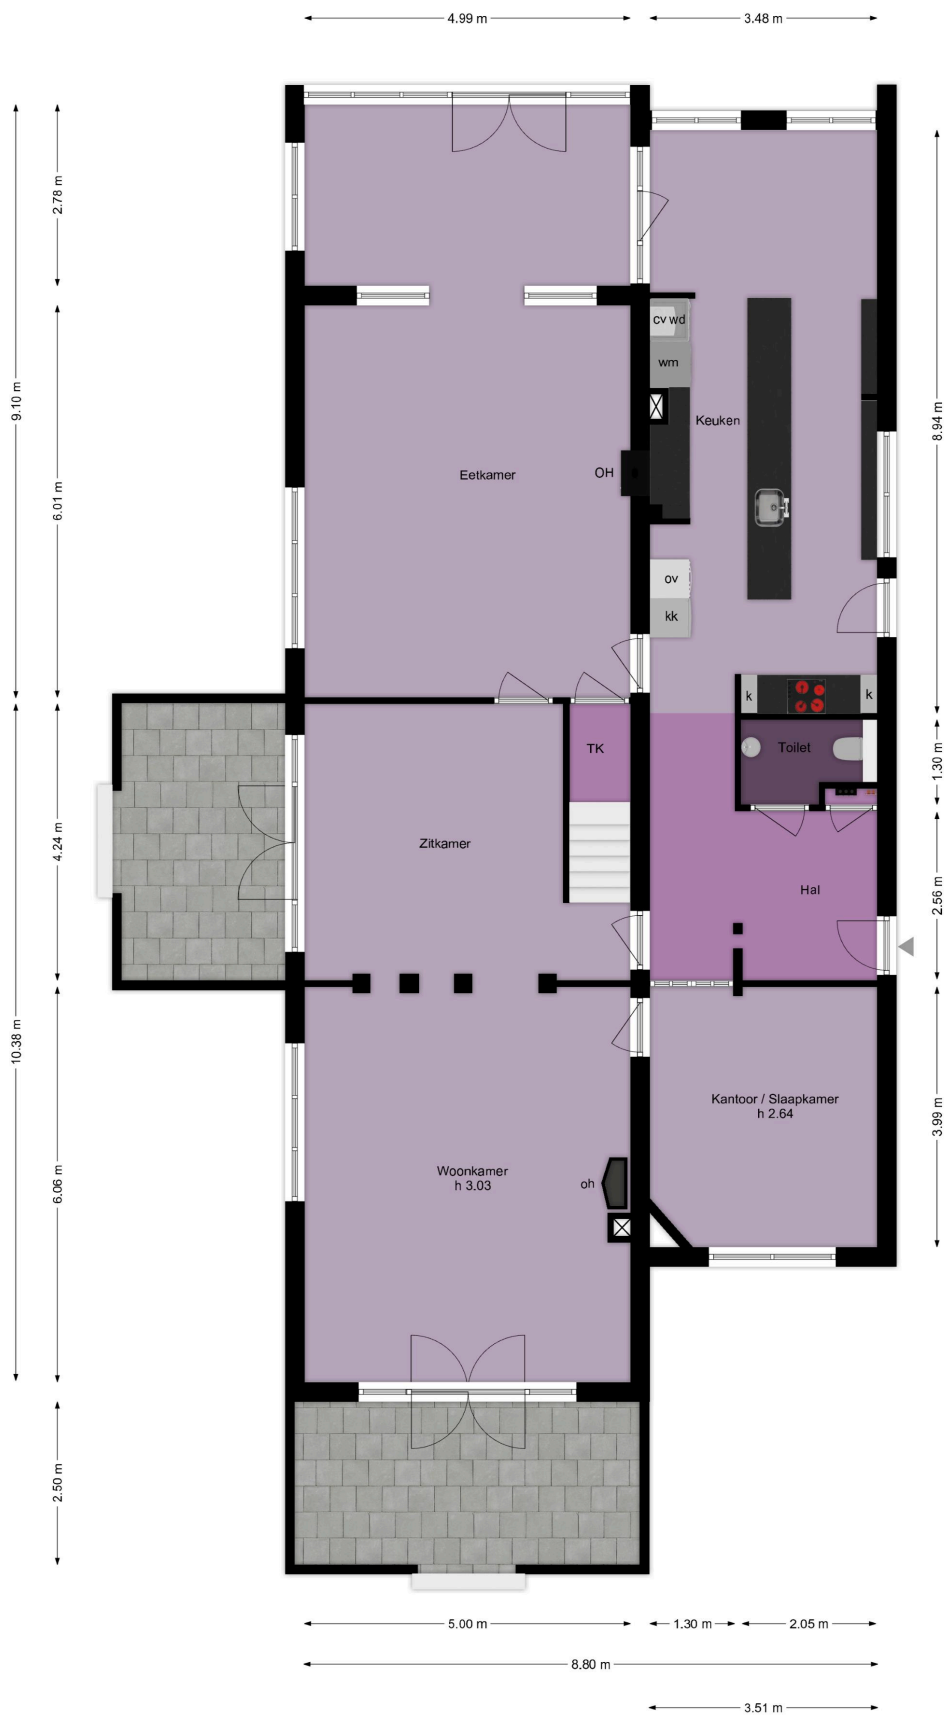 4.99 m
3.48 m
2.78 m
9.10 m
6.01 m
8.94 m
cv wd
wm
Keuken
Eetkamer
OH
ov
kk
k
k
TK
Toilet
1.30 m
4.24 m
Zitkamer
Hal
2.56 m
10.38 m
Kantoor / Slaapkamer
h 2.64
3.99 m
Woonkamer
h 3.03
oh
6.06 m
2.50 m
5.00 m
1.30 m
2.05 m
8.80 m
3.51 m